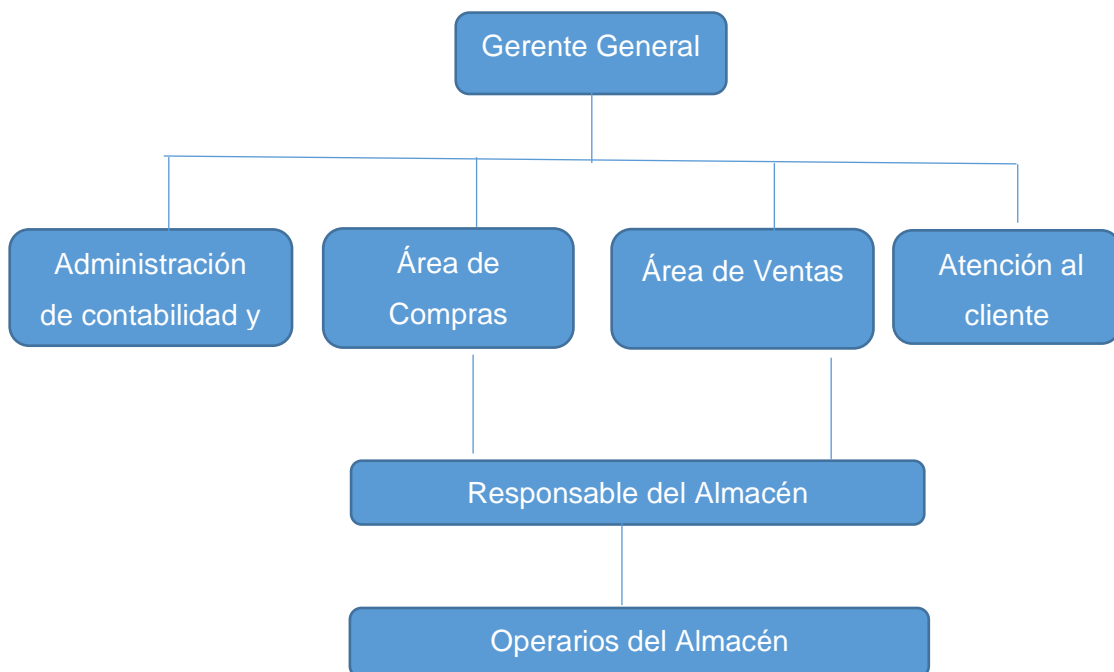 Gerente General
Administración
de contabilidad y
Área de
Compras
Área de Ventas
Atención al
cliente
Responsable del Almacén
Operarios del Almacén